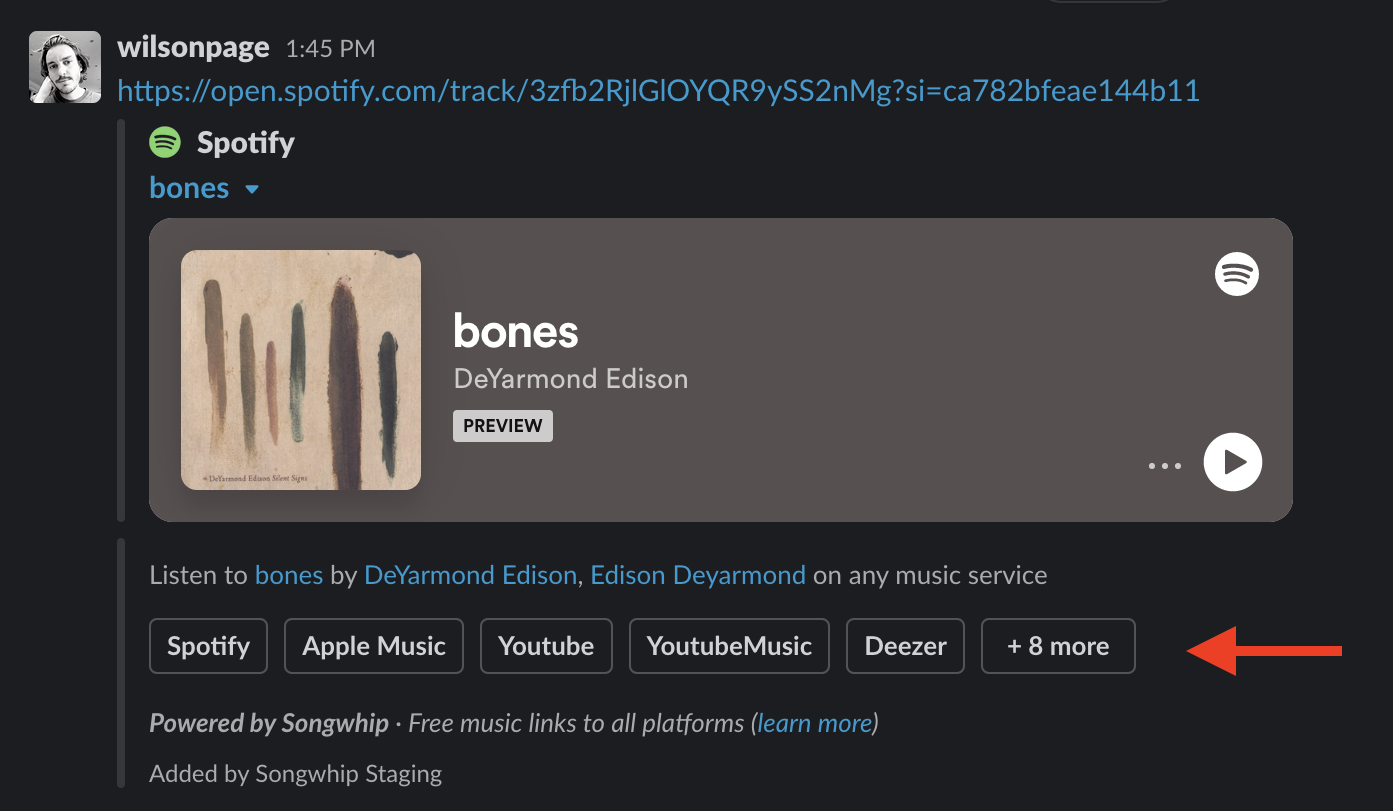 wilsonpage 1:45 PM
https://open.spotify.com/track/3zfb2RjlGlOYQR9ySS2nMg?si=ca782bfeae144b11
Spotify
bones
bones
DeYarmond Edison
PREVIEW
DeYarmond Edison Silent Signs
Listen to bones by DeYarmond Edison, Edison Deyarmond on any music service
Spotify Apple Music Youtube YoutubeMusic Deezer + 8 more
Powered by Songwhip · Free music links to all platforms (learn more)
Added by Songwhip Staging